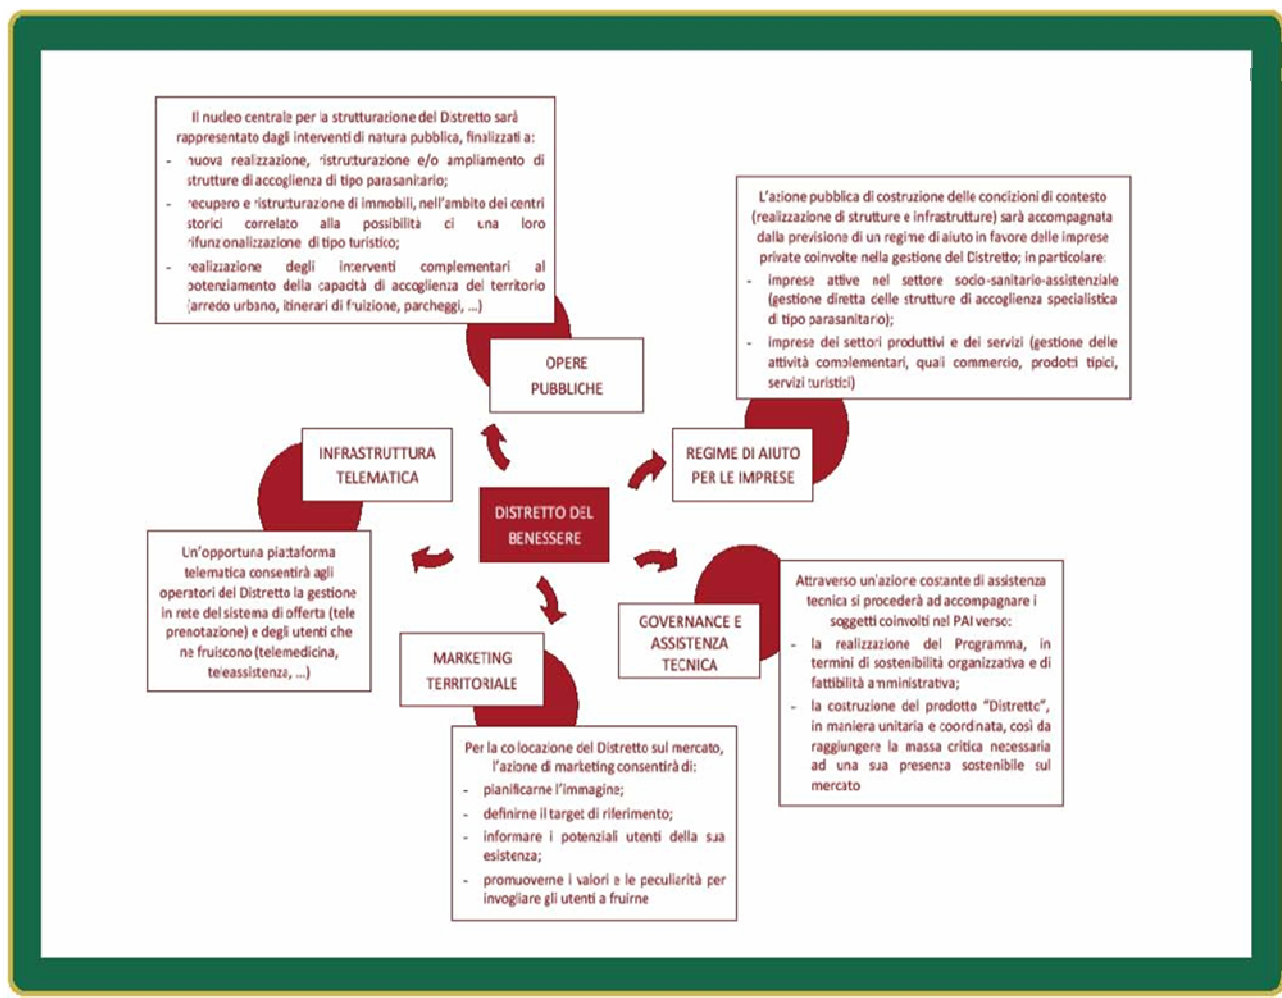 Il nucleo centrale per la strutturazione del Distretto sarà
rappresentato dagli interventi di natura pubblica, finalizzati a:
- nuova realizzazione, ristrutturazione e/o ampliamento di
strutture di accoglienza di tipo parasanitario;
- recupero e ristrutturazione di immobili, nell'ambito dei centri
storici correlato alla possibilità di una loro
rifunzionalizzazione di tipo turistico;
- realizzazione degli interventi complementari al
potenziamento della capacità di accoglienza del territorio
(arredo urbano, itinerari di fruizione, parcheggi, ...)
OPERE
PUBBLICHE
L'azione pubblica di costruzione delle condizioni di contesto
(realizzazione di strutture e infrastrutture) sarà accompagnata
dalla previsione di un regime di aiuto in favore delle imprese
private coinvolte nella gestione del Distretto; in particolare:
- imprese attive nel settore socio-sanitario-assistenziale
(gestione diretta delle strutture di accoglienza specialistica
di tipo parasanitario);
- imprese dei settori produttivi e dei servizi (gestione delle
attività complementari, quali commercio, prodotti tipici,
servizi turistici)
REGIME DI AIUTO
PER LE IMPRESE
INFRASTRUTTURA
TELEMATICA
Un'opportuna piattaforma
telematica consentirà agli
operatori del Distretto la gestione
in rete del sistema di offerta (tele
prenotazione) e degli utenti che
ne fruiscono (telemedicina,
teleassistenza, ...)
DISTRETTO DEL
BENESSERE
GOVERNANCE E
ASSISTENZA
TECNICA
Attraverso un'azione costante di assistenza
tecnica si procederà ad accompagnare i
soggetti coinvolti nel PAI verso:
- la realizzazione del Programma, in
termini di sostenibilità organizzativa e di
fattibilità amministrativa;
- la costruzione del prodotto "Distretto",
in maniera unitaria e coordinata, così da
raggiungere la massa critica necessaria
ad una sua presenza sostenibile sul
mercato
MARKETING
TERRITORIALE
Per la collocazione del Distretto sul mercato,
l'azione di marketing consentirà di:
- pianificarne l'immagine;
- definirne il target di riferimento;
- informare i potenziali utenti della sua
esistenza;
- promuoverne i valori e le peculiarità per
invogliare gli utenti a fruirne